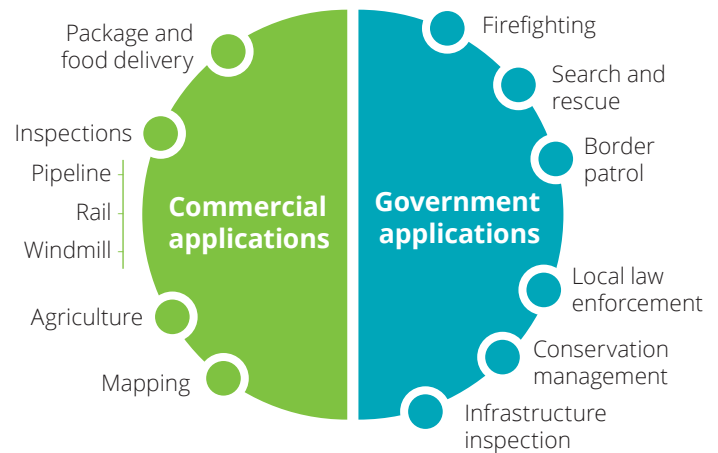 Package and
food delivery
Inspections
Pipeline
Rail
Windmill
Agriculture
Mapping
Commercial
applications
Government
applications
Firefighting
Search and
rescue
Border
patrol
Local law
enforcement
Conservation
management
Infrastructure
inspection